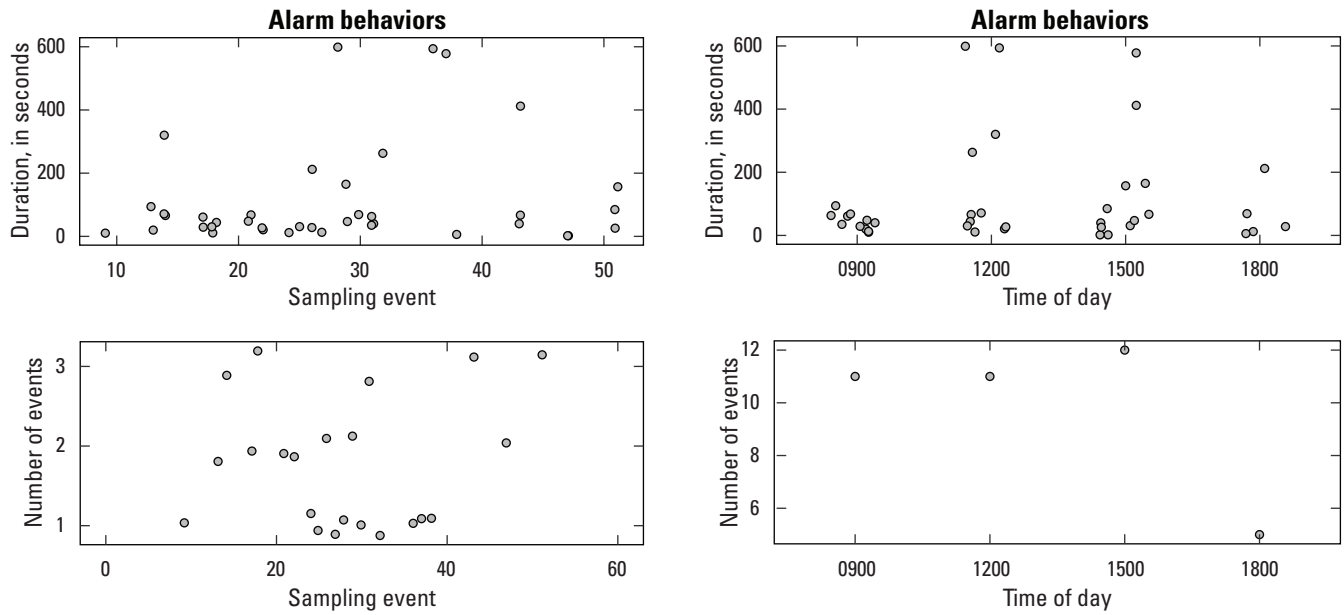 Alarm behaviors
600
400
200
0
Duration, in seconds
10 20 30 40 50
Sampling event
Alarm behaviors
600
400
200
0
Duration, in seconds
0900 1200 1500 1800
Time of day
3
2
1
Number of events
0 20 40 60
Sampling event
12
10
8
6
Number of events
0900 1200 1500 1800
Time of day